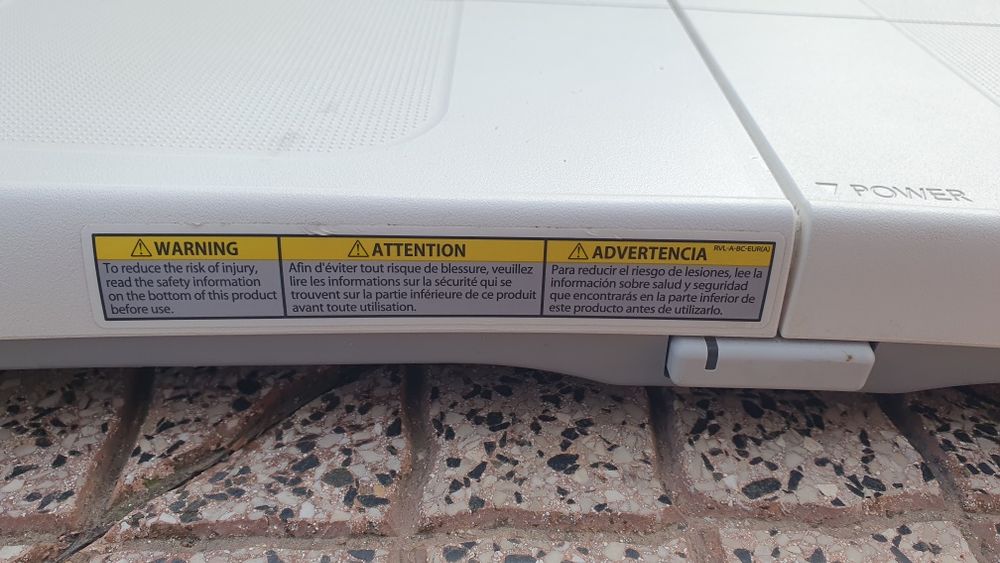 POWER
WARNING
To reduce the risk of injury,
read the safety information
on the bottom of this product
before use.
ATTENTION
Afin d'éviter tout risque de blessure, veuillez
lire les informations sur la sécurité qui se
trouvent sur la partie inférieure de ce produit
avant toute utilisation.
ADVERTENCIA
RVL-A-BC-EUR(A)
Para reducir el riesgo de lesiones, lee la
información sobre salud y seguridad
que encontrarás en la parte inferior de
este producto antes de utilizarlo.